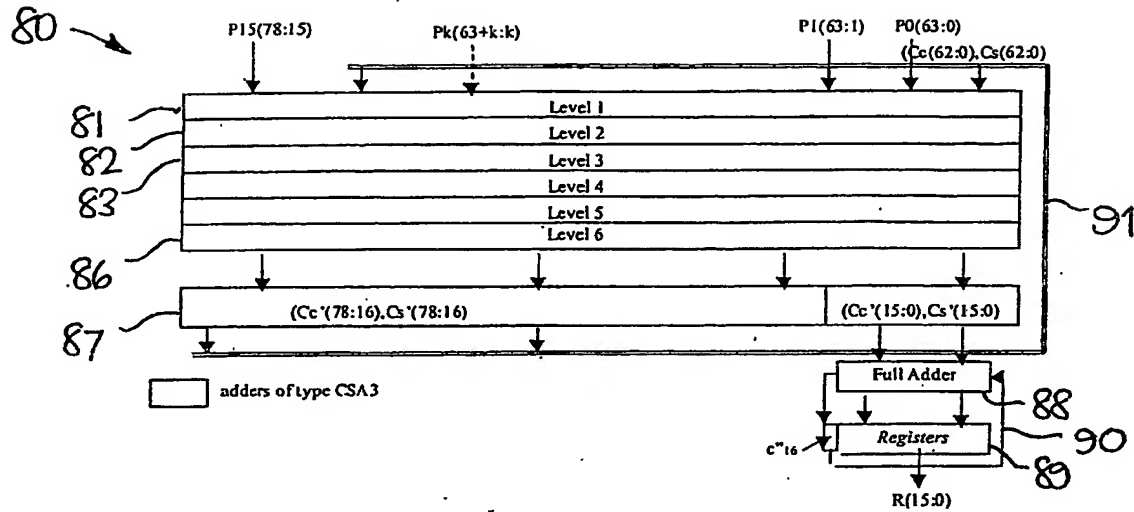 80
P15(78:15)
Pk(63+k:k)
P1(63:1)
P0(63:0)
(Cc(62:0),Cs(62:0)
81
Level 1
82
Level 2
83
Level 3
Level 4
Level 5
86
Level 6
91
87
(Cc'(78:16),Cs'(78:16)
(Cc'(15:0),Cs'(15:0)
adders of type CSA3
Full Adder
88
90
c"16
Registers
89
R(15:0)